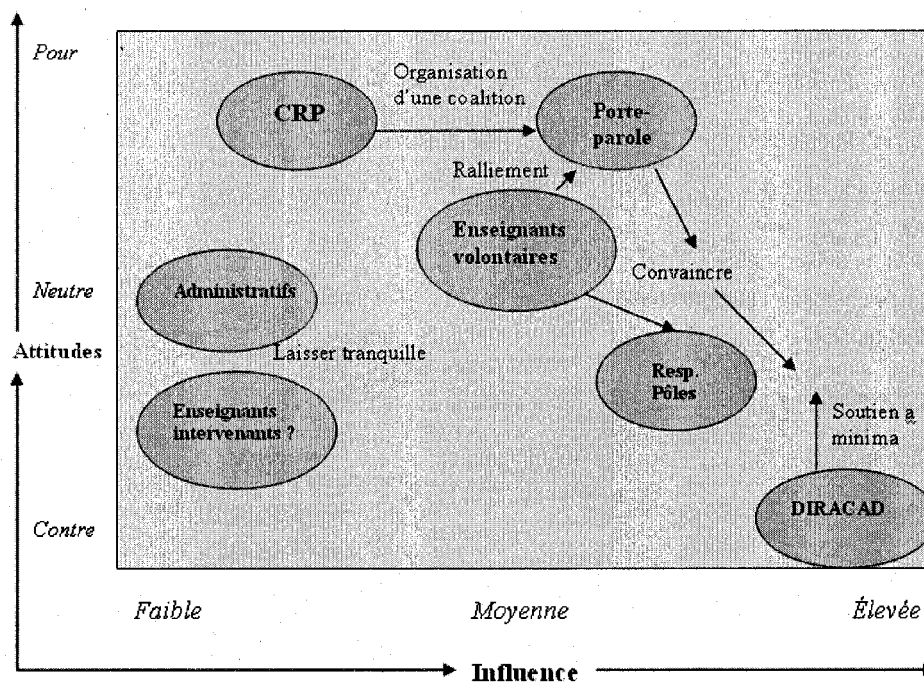 Pour
CRP
Organisation
d'une coalition
Porte-
parole
Ralliement
Enseignants
volontaires
Convaincre
Neutre
Administratifs
Attitudes
Laisser tranquille
Resp.
Pôles
Enseignants
intervenants ?
Soutien a
minima
DIRACAD
Contre
Faible
Moyenne
Élevée
Influence